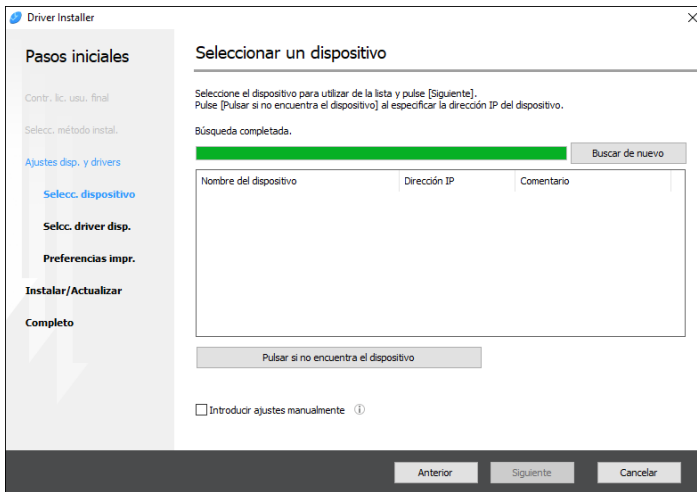 Driver Installer
Pasos iniciales
Contr. lic. usu. final
Selecc. método instal.
Ajustes disp. y drivers
Selecc. dispositivo
Selcc. driver disp.
Preferencias impr.
Instalar/Actualizar
Completo
Seleccionar un dispositivo
Seleccione el dispositivo para utilizar de la lista y pulse [Siguiente].
Pulse [Pulsar si no encuentra el dispositivo] al especificar la dirección IP del dispositivo.
Búsqueda completada.
Buscar de nuevo
Nombre del dispositivo Dirección IP Comentario
Pulsar si no encuentra el dispositivo
Introducir ajustes manualmente
Anterior Siguiente Cancelar